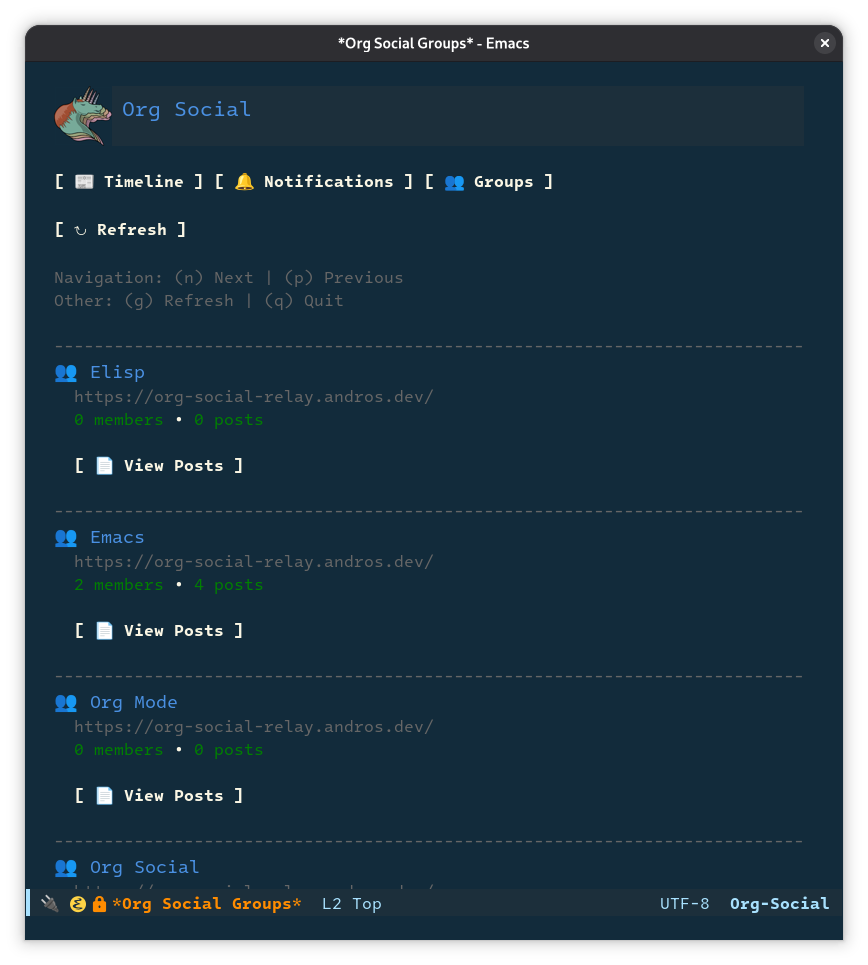 *Org Social Groups* - Emacs
Org Social
[ 📰 Timeline ] [ 🔔 Notifications ] [ 👥 Groups ]
[ ↻ Refresh ]
Navigation: (n) Next | (p) Previous
Other: (g) Refresh | (q) Quit
---------------------------------------------------------------------------
👥 Elisp
https://org-social-relay.andros.dev/
0 members • 0 posts
[ 📄 View Posts ]
---------------------------------------------------------------------------
👥 Emacs
https://org-social-relay.andros.dev/
2 members • 4 posts
[ 📄 View Posts ]
---------------------------------------------------------------------------
👥 Org Mode
https://org-social-relay.andros.dev/
0 members • 0 posts
[ 📄 View Posts ]
---------------------------------------------------------------------------
👥 Org Social
*Org Social Groups* L2 Top UTF-8 Org-Social